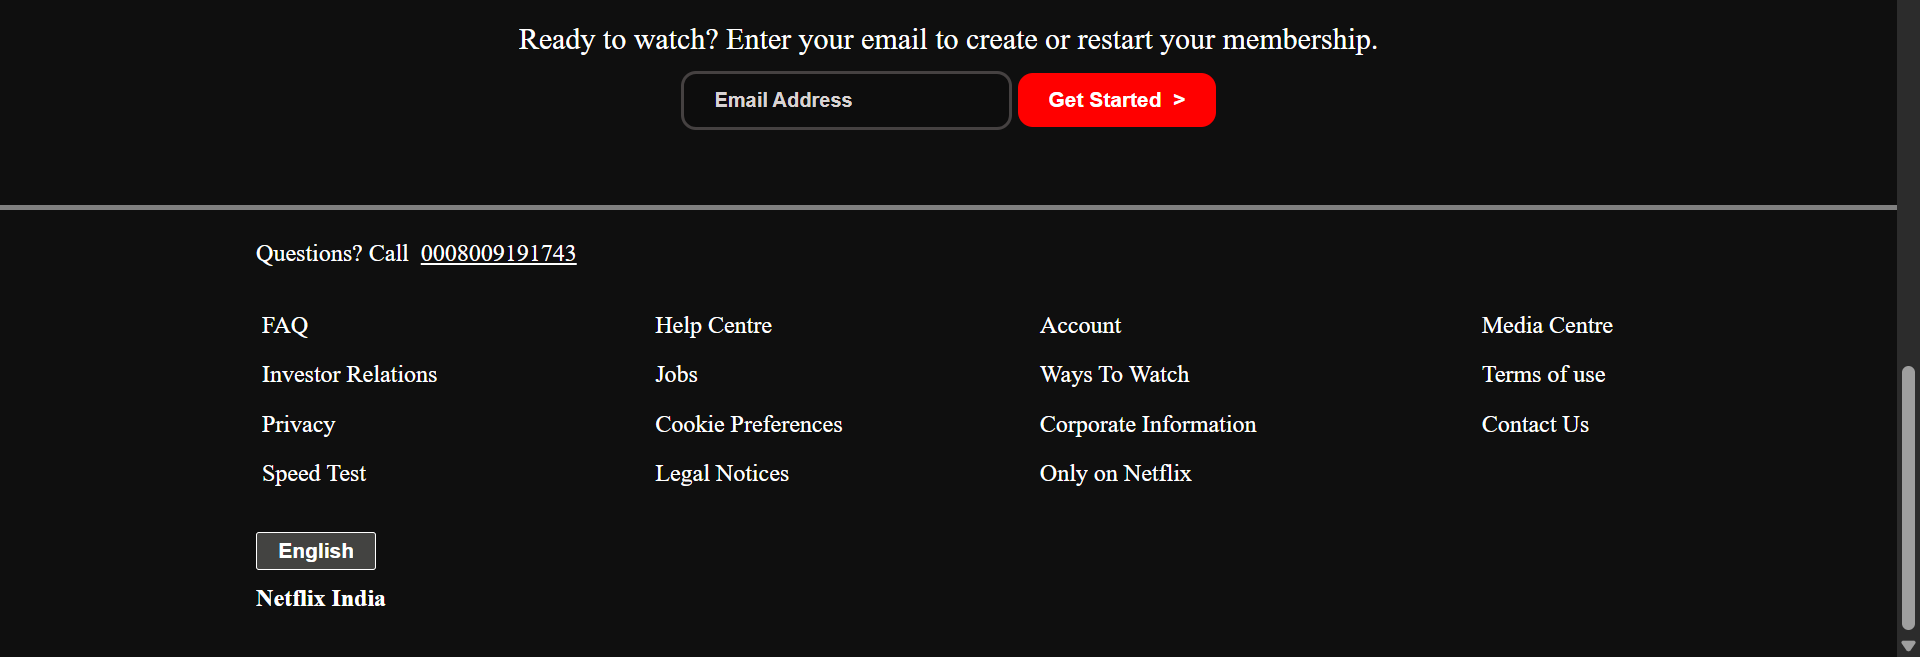 Ready to watch? Enter your email to create or restart your membership.
Email Address
Get Started >
Questions? Call 0008009191743
FAQ Help Centre Account Media Centre
Investor Relations Jobs Ways To Watch Terms of use
Privacy Cookie Preferences Corporate Information Contact Us
Speed Test Legal Notices Only on Netflix
English
Netflix India